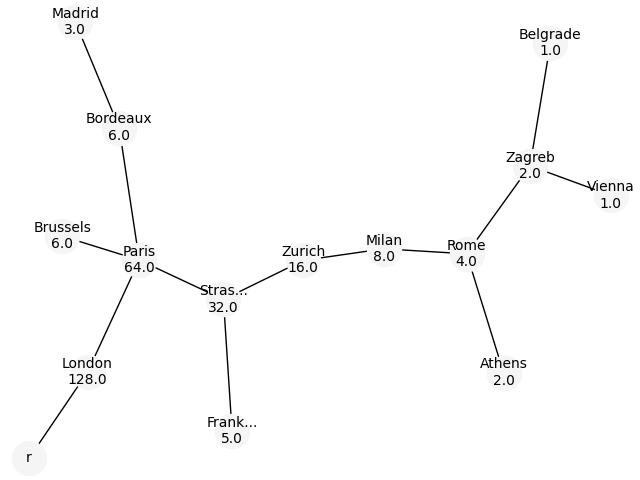 Madrid
3.0
Belgrade
1.0
Bordeaux
6.0
Zagreb
2.0
Vienna
1.0
Brussels
6.0
Paris
64.0
Zurich
16.0
Milan
8.0
Rome
4.0
Stras...
32.0
London
128.0
Athens
2.0
Frank...
5.0
r